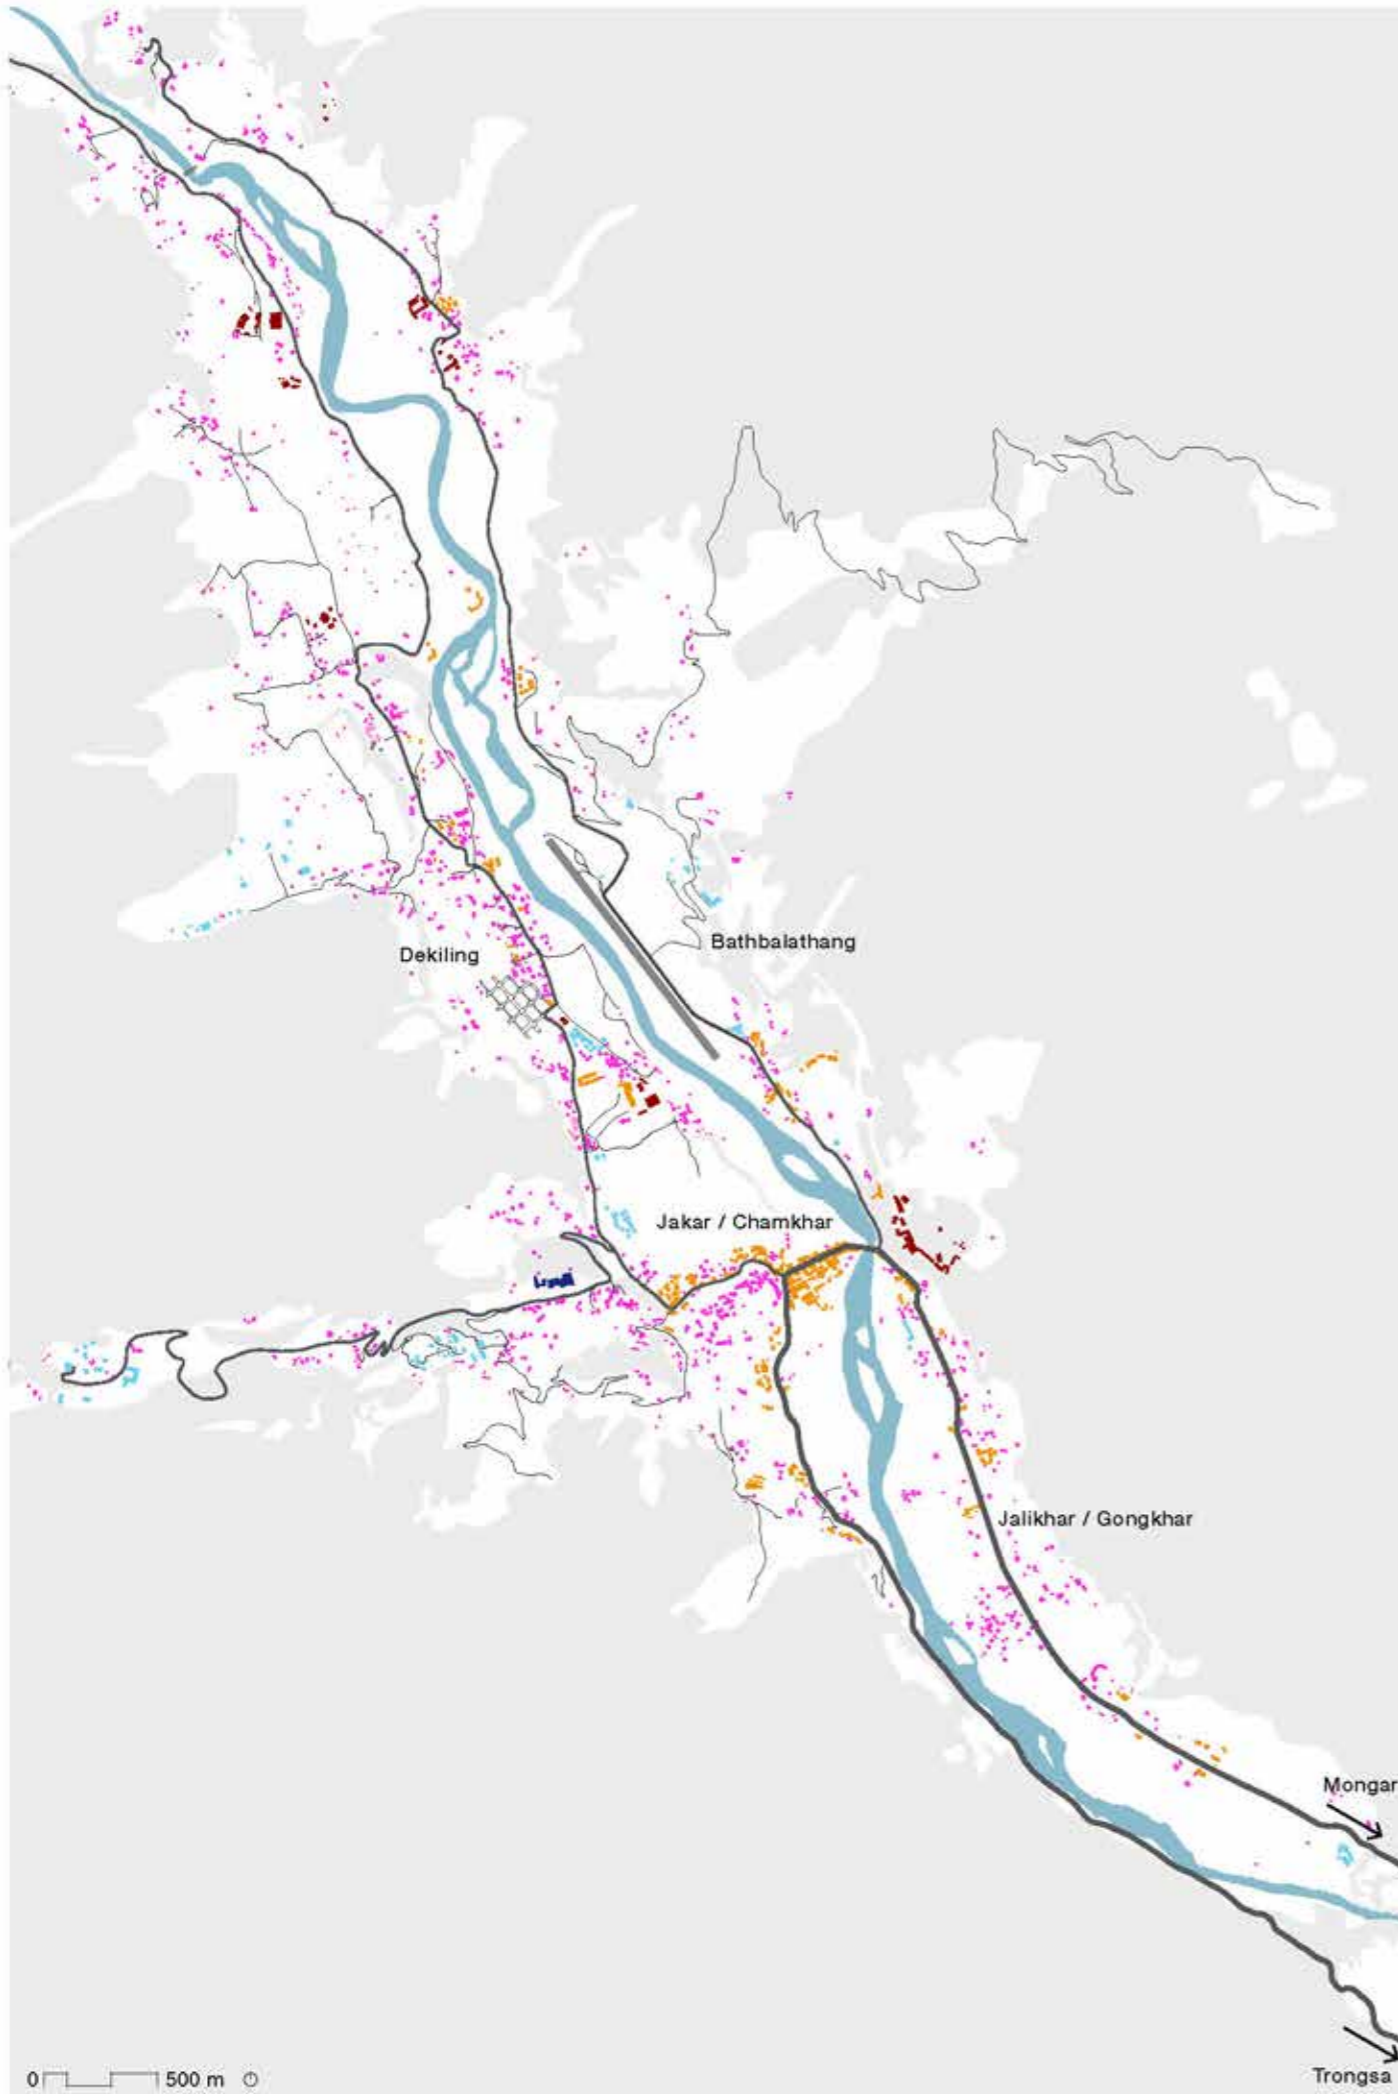 Dekiling
Bathbalathang
Jakar / Chamkhar
Jalikhar / Gongkhar
Mongar
Trongsa
0 500 m